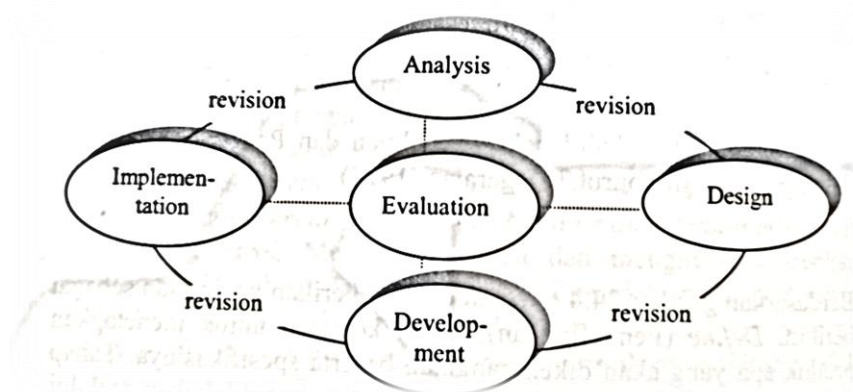 Analysis
revision
revision
Implemen-
tation
Evaluation
Design
revision
revision
Develop-
ment